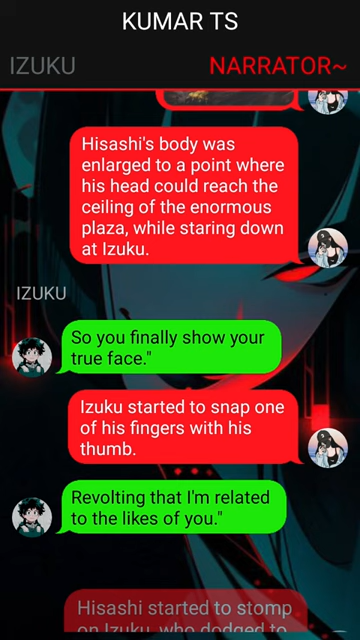 KUMAR TS
IZUKU
NARRATOR~
Hisashi's body was
enlarged to a point where
his head could reach the
ceiling of the enormous
plaza, while staring down
at Izuku.
IZUKU
So you finally show your
true face."
Izuku started to snap one
of his fingers with his
thumb.
Revolting that I'm related
to the likes of you."
Hisashi started to stomp
on Izuku, who dodged to